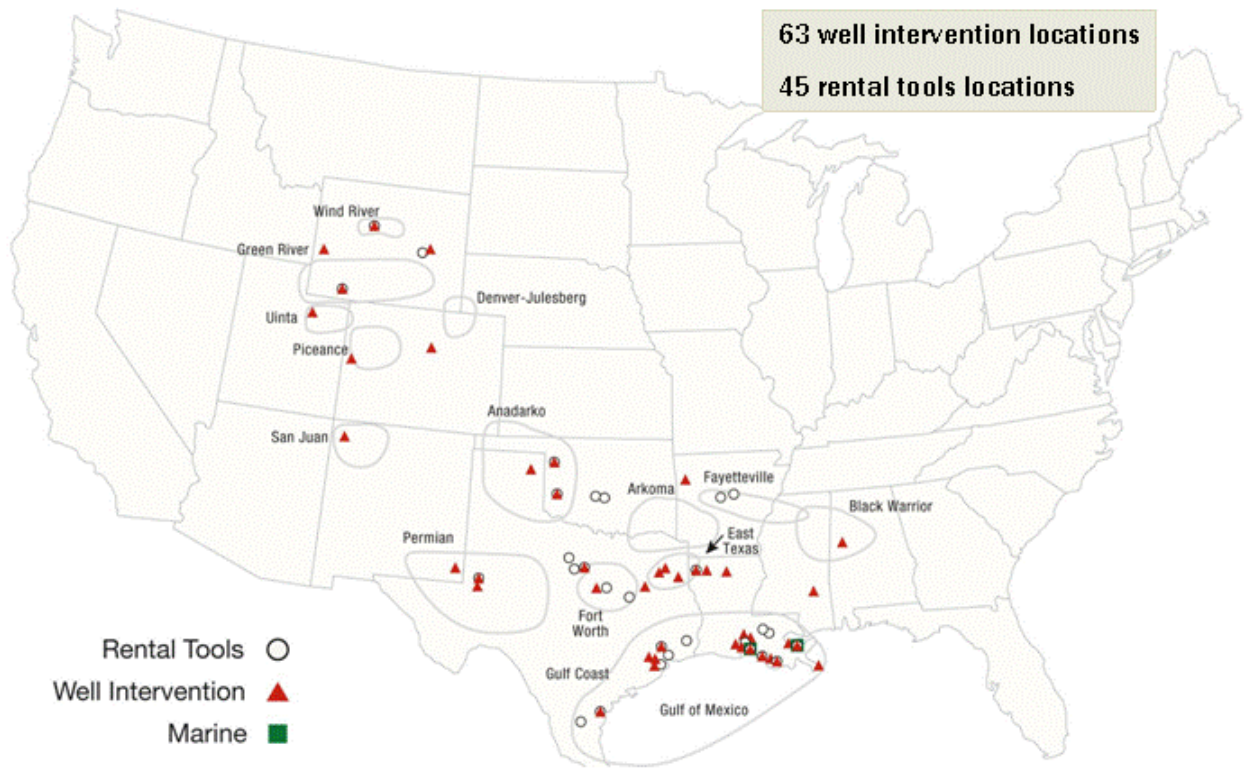 63 well intervention locations
45 rental tools locations
Wind River
Green River
Denver-Julesberg
Uinta
Piceance
Anadarko
San Juan
Arkoma
Fayetteville
Black Warrior
Permian
East
Texas
Fort
Worth
Gulf Coast
Gulf of Mexico
Rental Tools
Well Intervention
Marine